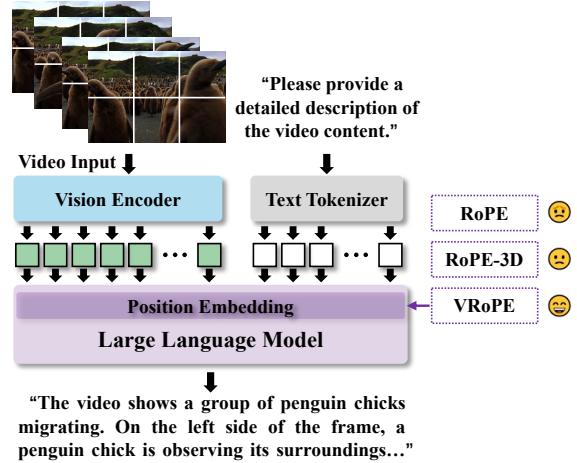 “Please provide a
detailed description of
the video content.”
Video Input
Vision Encoder
Text Tokenizer
RoPE
RoPE-3D
VRoPE
Position Embedding
Large Language Model
“The video shows a group of penguin chicks
migrating. On the left side of the frame, a
penguin chick is observing its surroundings...”